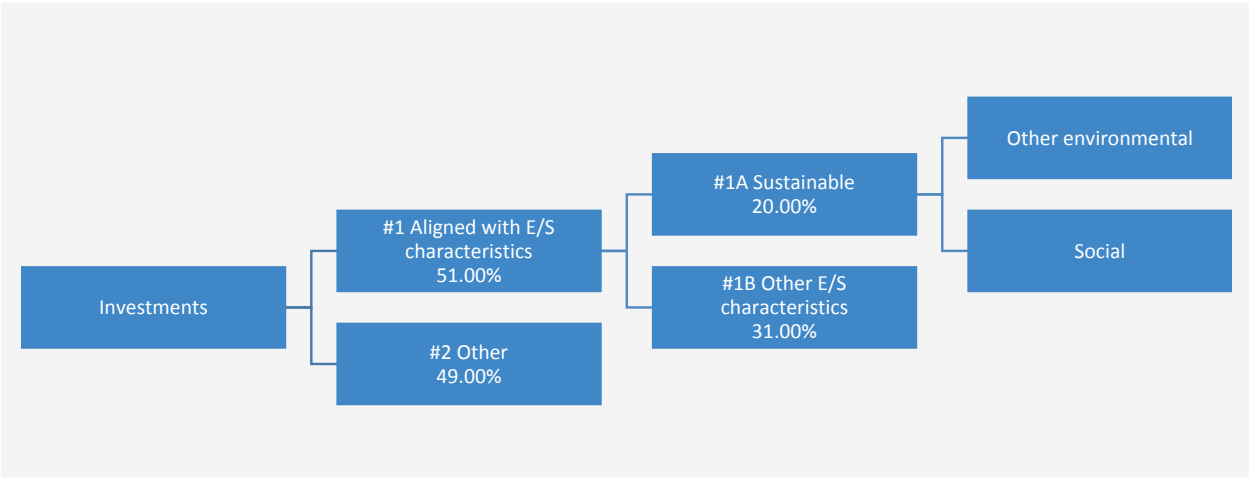 Investments
#1 Aligned with E/S
characteristics
51.00%
#2 Other
49.00%
#1A Sustainable
20.00%
#1B Other E/S
characteristics
31.00%
Other environmental
Social